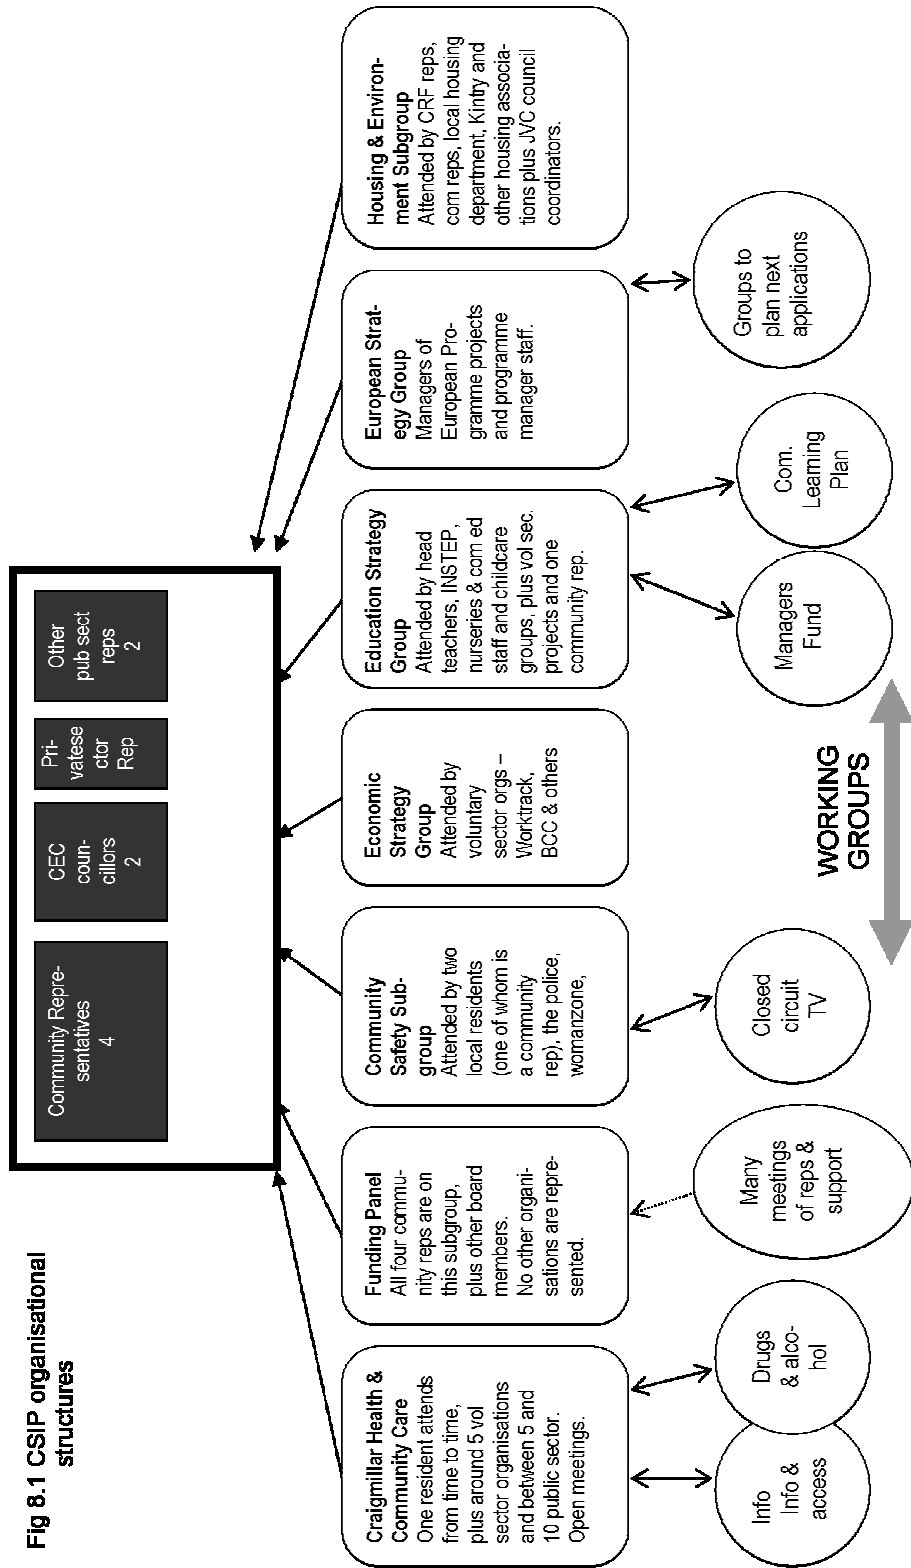 Fig 8.1 CSIP organisational
structures
Community Repre-
sentatives
4
CEC
coun-
cillors
2
Pri-
vatese
ctor
Rep
Other
pub sect
reps
2
Craigmillar Health &
Community Care
One resident attends
from time to time,
plus around 5 vol
sector organisations
and between 5 and
10 public sector.
Open meetings.
Funding Panel
All four commu-
nity reps are on
this subgroup,
plus other board
members.
No other organi-
sations are repre-
sented.
Community
Safety Sub-
group
Attended by two
local residents
(one of whom is
a community
rep), the police,
womanzone,
Economic
Strategy
Group
Attended by
voluntary
sector orgs –
Worktrack,
BCC & others
Education Strategy
Group
Attended by head
teachers, INSTEP,
nurseries & com ed
staff and childcare
groups, plus vol sec.
projects and one
community rep.
European Strat-
egy Group
Managers of
European Pro-
gramme projects
and programme
manager staff.
Housing & Environ-
ment Subgroup
Attended by CRF reps,
com reps, local housing
department, Kintry and
other housing associa-
tions plus JVC council
coordinators.
Info
Info &
access
Drugs
& alco-
hol
Many
meetings
of reps &
support
Closed
circuit
TV
WORKING
GROUPS
Managers
Fund
Com.
Learning
Plan
Groups to
plan next
applications